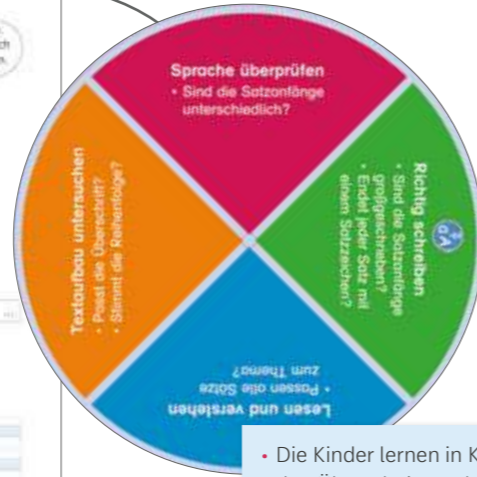 Sprache überprüfen
• Sind die Satzanfänge
unterschiedlich?
Richtig schreiben
• Sind die Satzanfänge
großgeschrieben?
• Endet jeder Satz mit
einem Satzzeichen?
Lesen und verstehen
• Passen alle Sätze
zum Thema?
Textaufbau untersuchen
• Passt die Überschrift?
• Stimmt die Reihenfolge?
• Die Kinder lernen in K